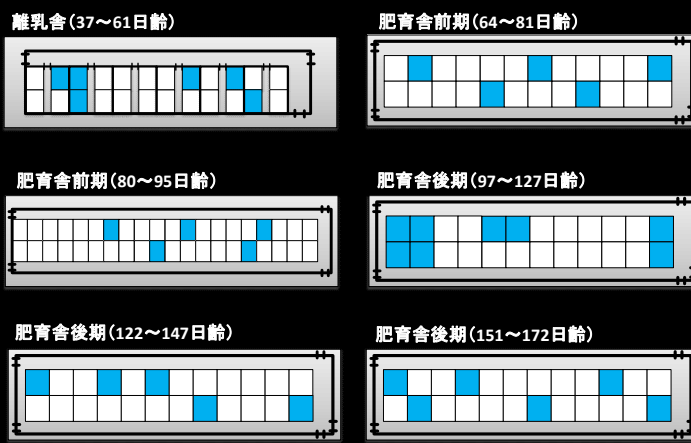 離乳舎(37~61日齢)
肥育舎前期(64~81日齢)
肥育舎前期(80~95日齢)
肥育舎後期(97~127日齢)
肥育舎後期(122~147日齢)
肥育舎後期(151~172日齢)